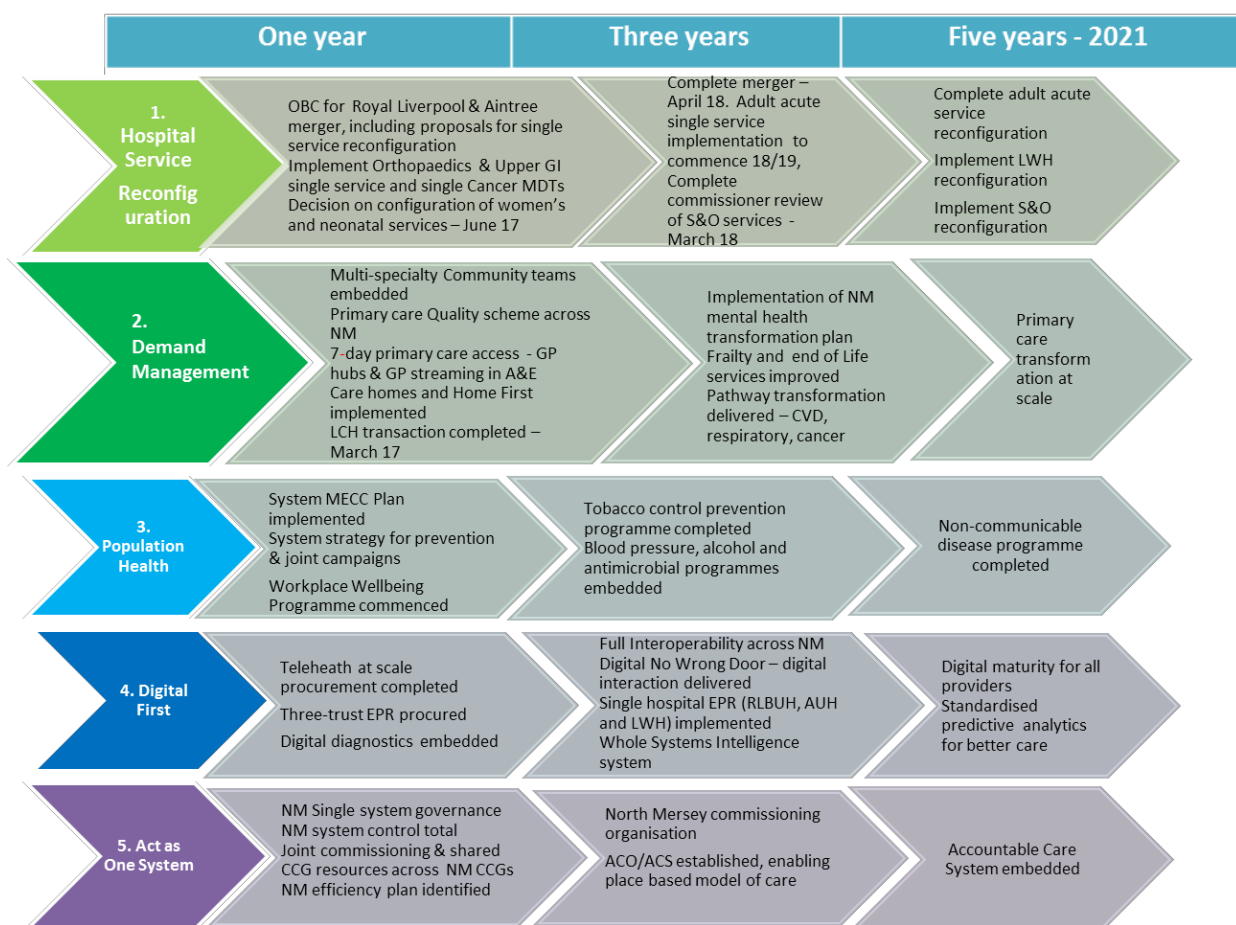 One year
Three years
Five years - 2021
1.
Hospital
Service
Reconfig
uration
OBC for Royal Liverpool & Aintree
merger, including proposals for single
service reconfiguration
Implement Orthopaedics & Upper GI
single service and single Cancer MDTs
Decision on configuration of women's
and neonatal services – June 17
Complete merger –
April 18. Adult acute
single service
implementation to
commence 18/19,
Complete
commissioner review
of S&O services -
March 18
Complete adult acute
service
reconfiguration
Implement LWH
reconfiguration
Implement S&O
reconfiguration
2.
Demand
Management
Multi-specialty Community teams
embedded
Primary care Quality scheme across
NM
7-day primary care access - GP
hubs & GP streaming in A&E
Care homes and Home First
implemented
LCH transaction completed –
March 17
Implementation of NM
mental health
transformation plan
Frailty and end of Life
services improved
Pathway transformation
delivered – CVD,
respiratory, cancer
Primary
care
transform
ation at
scale
3.
Population
Health
System MECC Plan
implemented
System strategy for prevention
& joint campaigns
Workplace Wellbeing
Programme commenced
Tobacco control prevention
programme completed
Blood pressure, alcohol and
antimicrobial programmes
embedded
Non-communicable
disease programme
completed
4. Digital
First
Teleheath at scale
procurement completed
Three-trust EPR procured
Digital diagnostics embedded
Full Interoperability across NM
Digital No Wrong Door – digital
interaction delivered
Single hospital EPR (RLBUH, AUH
and LWH) implemented
Whole Systems Intelligence
system
Digital maturity for all
providers
Standardised
predictive analytics
for better care
5. Act as
One System
NM Single system governance
NM system control total
Joint commissioning & shared
CCG resources across NM CCGs
NM efficiency plan identified
North Mersey commissioning
organisation
ACO/ACS established, enabling
place based model of care
Accountable Care
System embedded